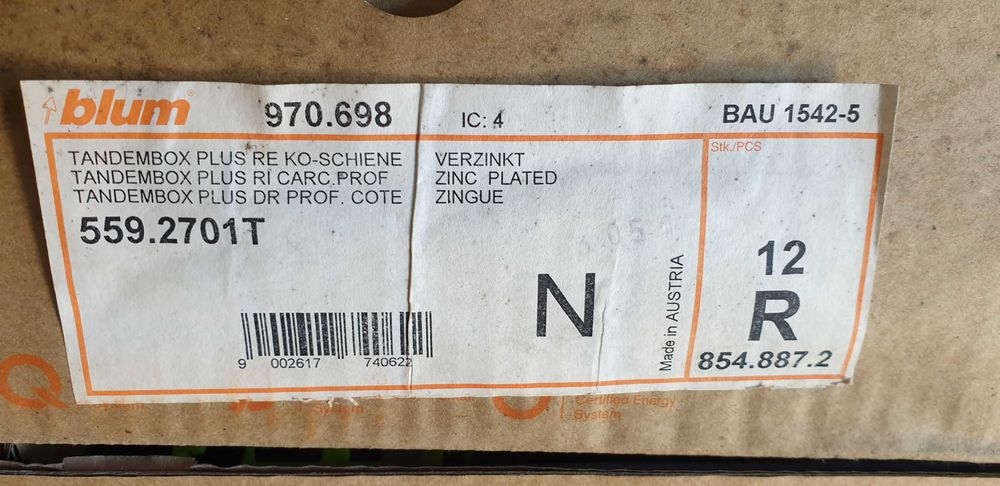 blum® 970.698 IC: 4 BAU 1542-5
TANDEMBOX PLUS RE KO-SCHIENE VERZINKT
TANDEMBOX PLUS RI CARC.PROF ZINC PLATED
TANDEMBOX PLUS DR PROF. COTE ZINGUE
559.2701T
Stk./PCS
12
N
R
Made in AUSTRIA
854.887.2
9 002617 740622
System
System
Certified Energy
System